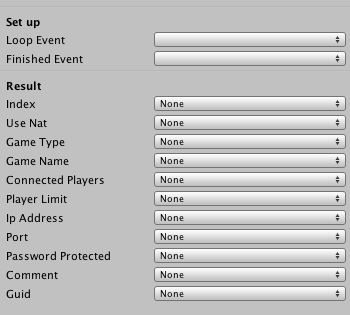 Set up
Loop Event
Finished Event
Result
Index None
Use Nat None
Game Type None
Game Name None
Connected Players None
Player Limit None
Ip Address None
Port None
Password Protected None
Comment None
Guid None